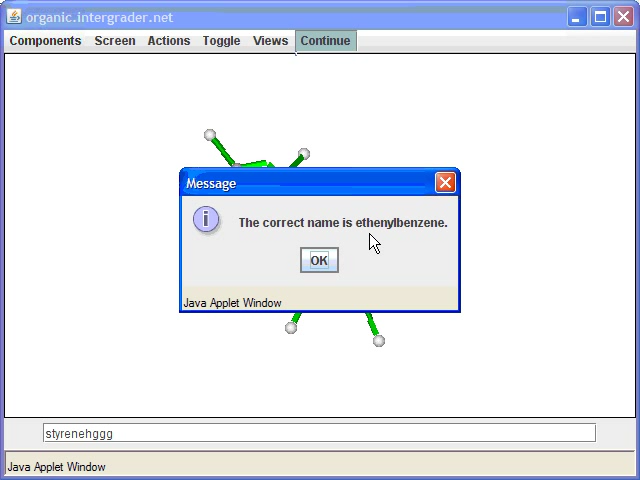 organic.intergrader.net
Components Screen Actions Toggle Views Continue
Message
The correct name is ethenylbenzene.
OK
Java Applet Window
styrenehggg
Java Applet Window